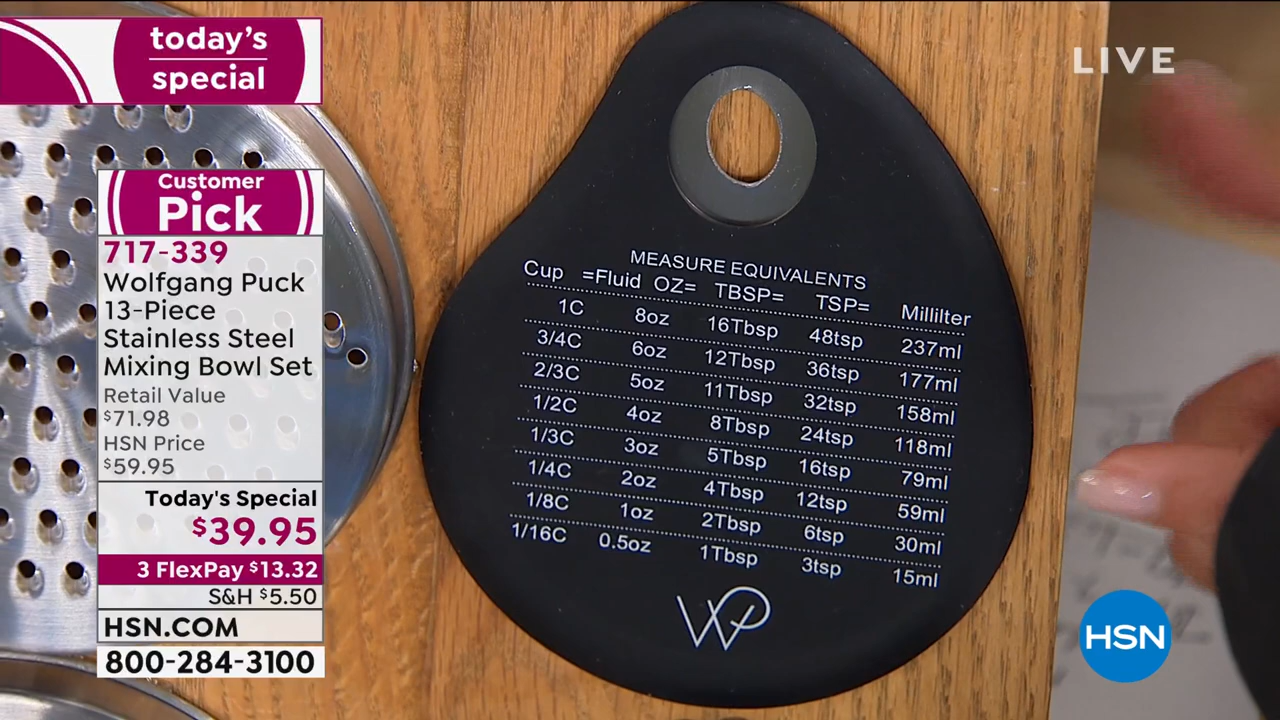 today's
special
LIVE
Customer
Pick
717-339
Wolfgang Puck
13-Piece
Stainless Steel
Mixing Bowl Set
Retail Value
$71.98
HSN Price
$59.95
Today's Special
$39.95
3 FlexPay $13.32
S&H $5.50
HSN.COM
800-284-3100
MEASURE EQUIVALENTS
Cup =Fluid OZ= TBSP= TSP= Millilter
1C 8oz 16Tbsp 48tsp 237ml
3/4C 6oz 12Tbsp 36tsp 177ml
2/3C 5oz 11Tbsp 32tsp 158ml
1/2C 4oz 8Tbsp 24tsp 118ml
1/3C 3oz 5Tbsp 16tsp 79ml
1/4C 2oz 4Tbsp 12tsp 59ml
1/8C 1oz 2Tbsp 6tsp 30ml
1/16C 0.5oz 1Tbsp 3tsp 15ml
WP
HSN